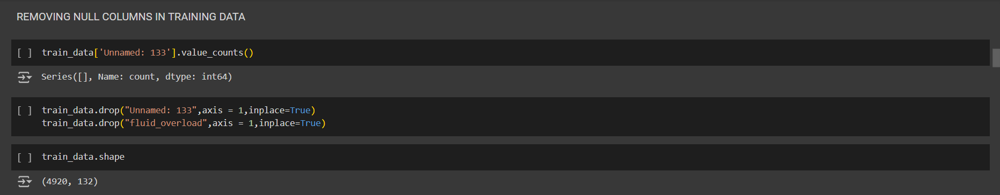 REMOVING NULL COLUMNS IN TRAINING DATA
[ ] train_data['Unnamed: 133'].value_counts()
Series([], Name: count, dtype: int64)
[ ] train_data.drop("Unnamed: 133",axis = 1,inplace=True)
train_data.drop("fluid_overload",axis = 1,inplace=True)
[ ] train_data.shape
(4920, 132)